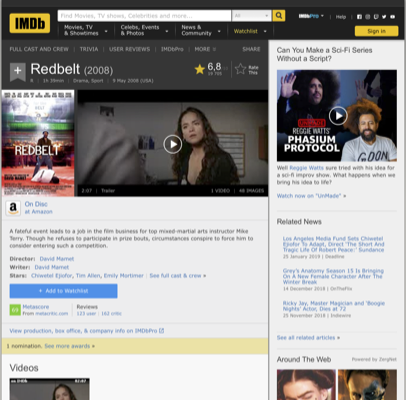 IMDb
Find Movies, TV shows, Celebrities and more...
All
IMDbPro
Help
Movies, TV & Showtimes
Celebs, Events & Photos
News & Community
Watchlist
Sign in
FULL CAST AND CREW | TRIVIA | USER REVIEWS | IMDbPro | MORE
SHARE
Redbelt (2008)
6,8
Rate This
R | 1h 39min | Drama, Sport | 9 May 2008 (USA)
REDBELT
2:07 | Trailer
1 VIDEO | 48 IMAGES
On Disc
at Amazon
A fateful event leads to a job in the film business for top mixed-martial arts instructor Mike
Terry. Though he refuses to participate in prize bouts, circumstances conspire to force him to
consider entering such a competition.
Director: David Mamet
Writer: David Mamet
Stars: Chiwetel Ejiofor, Tim Allen, Emily Mortimer | See full cast & crew »
+ Add to Watchlist
Metascore
From metacritic.com
Reviews
123 user | 162 critic
View production, box office, & company info on IMDbPro
1 nomination. See more awards »
Videos
Can You Make a Sci-Fi Series
Without a Script?
REGGIE WATTS'
PHASIUM
PROTOCOL
Well Reggie Watts sure tried with his idea for
a sci-fi improv show. What happens when we
bring his idea to life?
Watch now on "UnMade" »
Related News
Los Angeles Media Fund Sets Chiwetel
Ejiofor To Adapt, Direct 'The Short And
Tragic Life Of Robert Peace': Sundance
25 January 2019 | Deadline
Grey's Anatomy Season 15 Is Bringing
On A New Female Character After The
Winter Break
14 December 2018 | OnTheFlix
Ricky Jay, Master Magician and 'Boogie
Nights' Actor, Dies at 72
25 November 2018 | Indiewire
See all related articles »
Around The Web
Powered by ZergNet